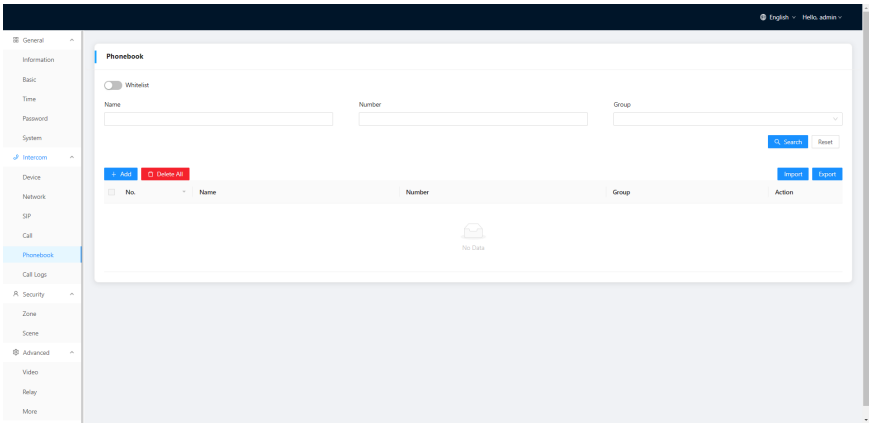 English Hello, admin
General
Information
Basic
Time
Password
System
Intercom
Device
Network
SIP
Call
Phonebook
Call Logs
Security
Zone
Scene
Advanced
Video
Relay
More
Phonebook
Whitelist
Name Number Group
Search Reset
+ Add Delete All Import Export
No. Name Number Group Action
No Data